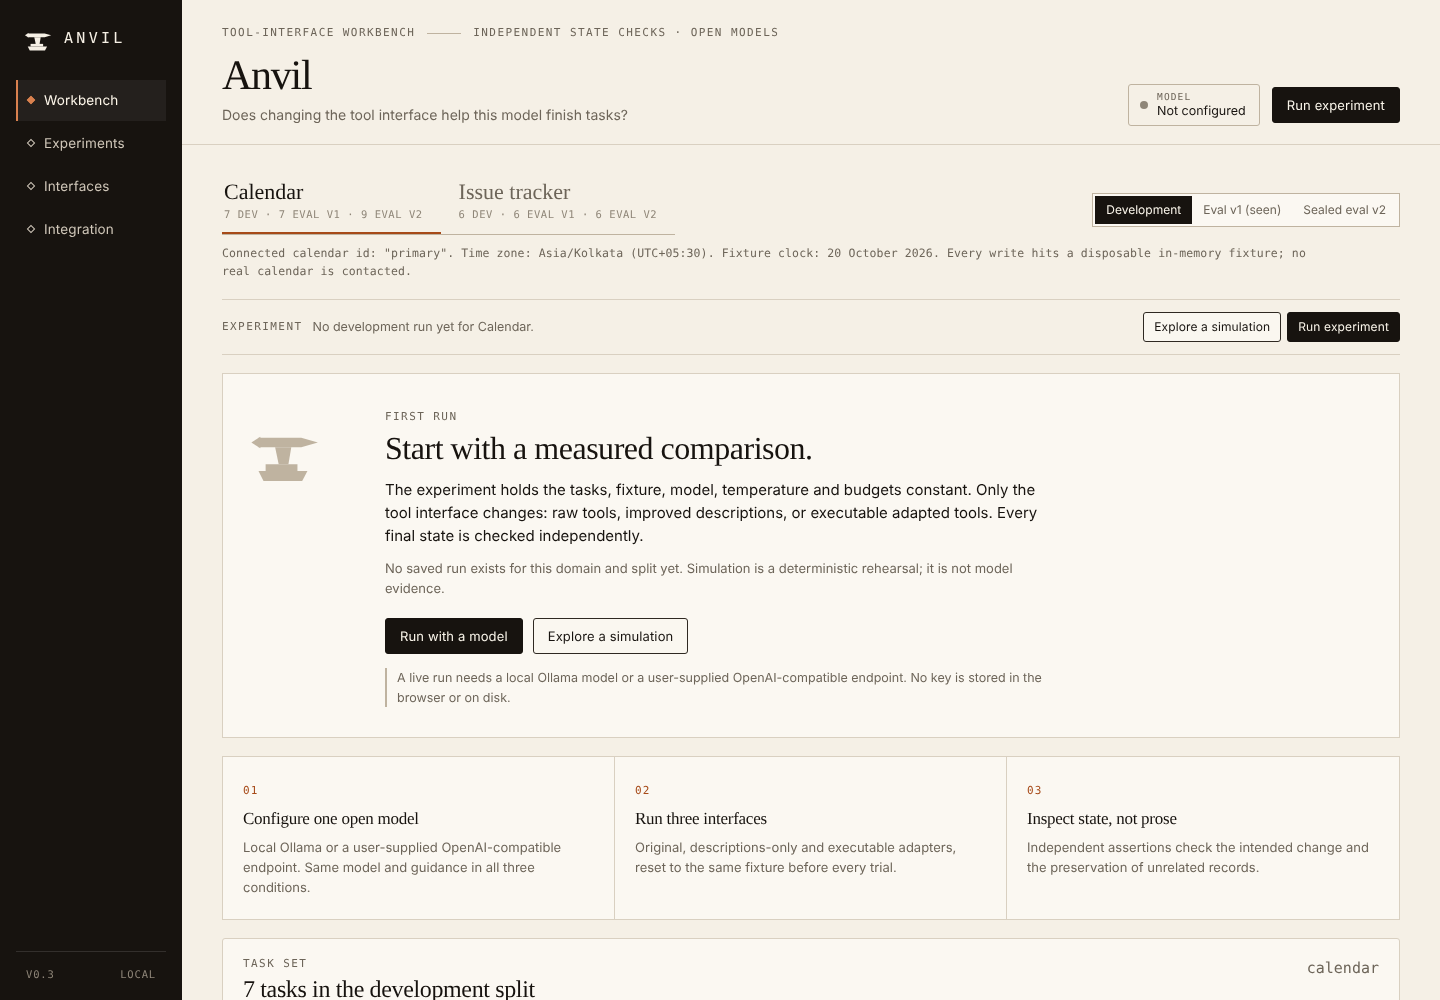 ANVIL
Workbench
Experiments
Interfaces
Integration
V0.3 LOCAL
TOOL-INTERFACE WORKBENCH INDEPENDENT STATE CHECKS · OPEN MODELS
Anvil
Does changing the tool interface help this model finish tasks?
MODEL
Not configured
Run experiment
Calendar
7 DEV · 7 EVAL V1 · 9 EVAL V2
Issue tracker
6 DEV · 6 EVAL V1 · 6 EVAL V2
Development Eval v1 (seen) Sealed eval v2
Connected calendar id: "primary". Time zone: Asia/Kolkata (UTC+05:30). Fixture clock: 20 October 2026. Every write hits a disposable in-memory fixture; no
real calendar is contacted.
EXPERIMENT No development run yet for Calendar.
Explore a simulation Run experiment
FIRST RUN
Start with a measured comparison.
The experiment holds the tasks, fixture, model, temperature and budgets constant. Only the
tool interface changes: raw tools, improved descriptions, or executable adapted tools. Every
final state is checked independently.
No saved run exists for this domain and split yet. Simulation is a deterministic rehearsal; it is not model
evidence.
Run with a model Explore a simulation
A live run needs a local Ollama model or a user-supplied OpenAI-compatible endpoint. No key is stored in the
browser or on disk.
01
Configure one open model
Local Ollama or a user-supplied OpenAI-compatible
endpoint. Same model and guidance in all three
conditions.
02
Run three interfaces
Original, descriptions-only and executable adapters,
reset to the same fixture before every trial.
03
Inspect state, not prose
Independent assertions check the intended change and
the preservation of unrelated records.
TASK SET
7 tasks in the development split
calendar